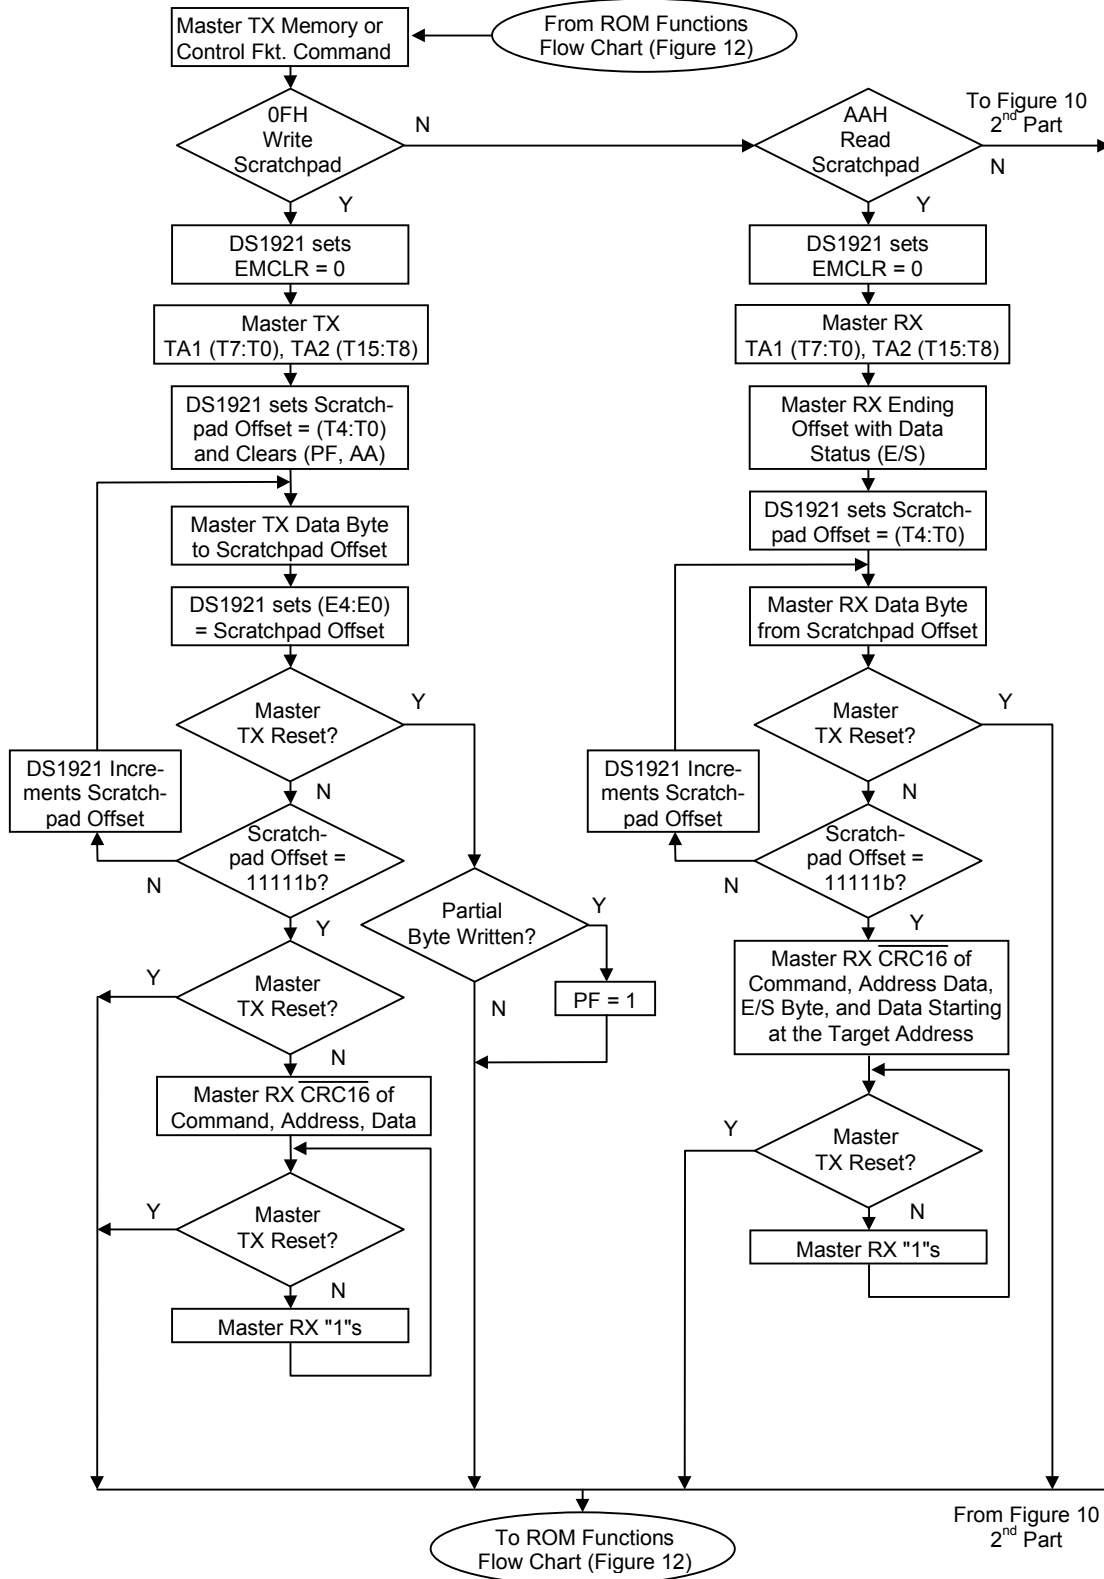 Master TX Memory or
Control Fkt. Command
From ROM Functions
Flow Chart (Figure 12)
0FH
Write
Scratchpad
N
Y
AAH
Read
Scratchpad
To Figure 10
2nd Part
N
Y
DS1921 sets
EMCLR = 0
Master TX
TA1 (T7:T0), TA2 (T15:T8)
DS1921 sets Scratch-
pad Offset = (T4:T0)
and Clears (PF, AA)
Master TX Data Byte
to Scratchpad Offset
DS1921 sets (E4:E0)
= Scratchpad Offset
Master
TX Reset?
Y
N
DS1921 Incre-
ments Scratch-
pad Offset
Scratch-
pad Offset =
11111b?
N
Y
Partial
Byte Written?
Y
N
PF = 1
Master
TX Reset?
Y
N
Master RX CRC16 of
Command, Address, Data
Master
TX Reset?
Y
N
Master RX "1"s
DS1921 sets
EMCLR = 0
Master RX
TA1 (T7:T0), TA2 (T15:T8)
Master RX Ending
Offset with Data
Status (E/S)
DS1921 sets Scratch-
pad Offset = (T4:T0)
Master RX Data Byte
from Scratchpad Offset
Master
TX Reset?
Y
N
DS1921 Incre-
ments Scratch-
pad Offset
Scratch-
pad Offset =
11111b?
N
Y
Master RX CRC16 of
Command, Address Data,
E/S Byte, and Data Starting
at the Target Address
Master
TX Reset?
Y
N
Master RX "1"s
From Figure 10
2nd Part
To ROM Functions
Flow Chart (Figure 12)